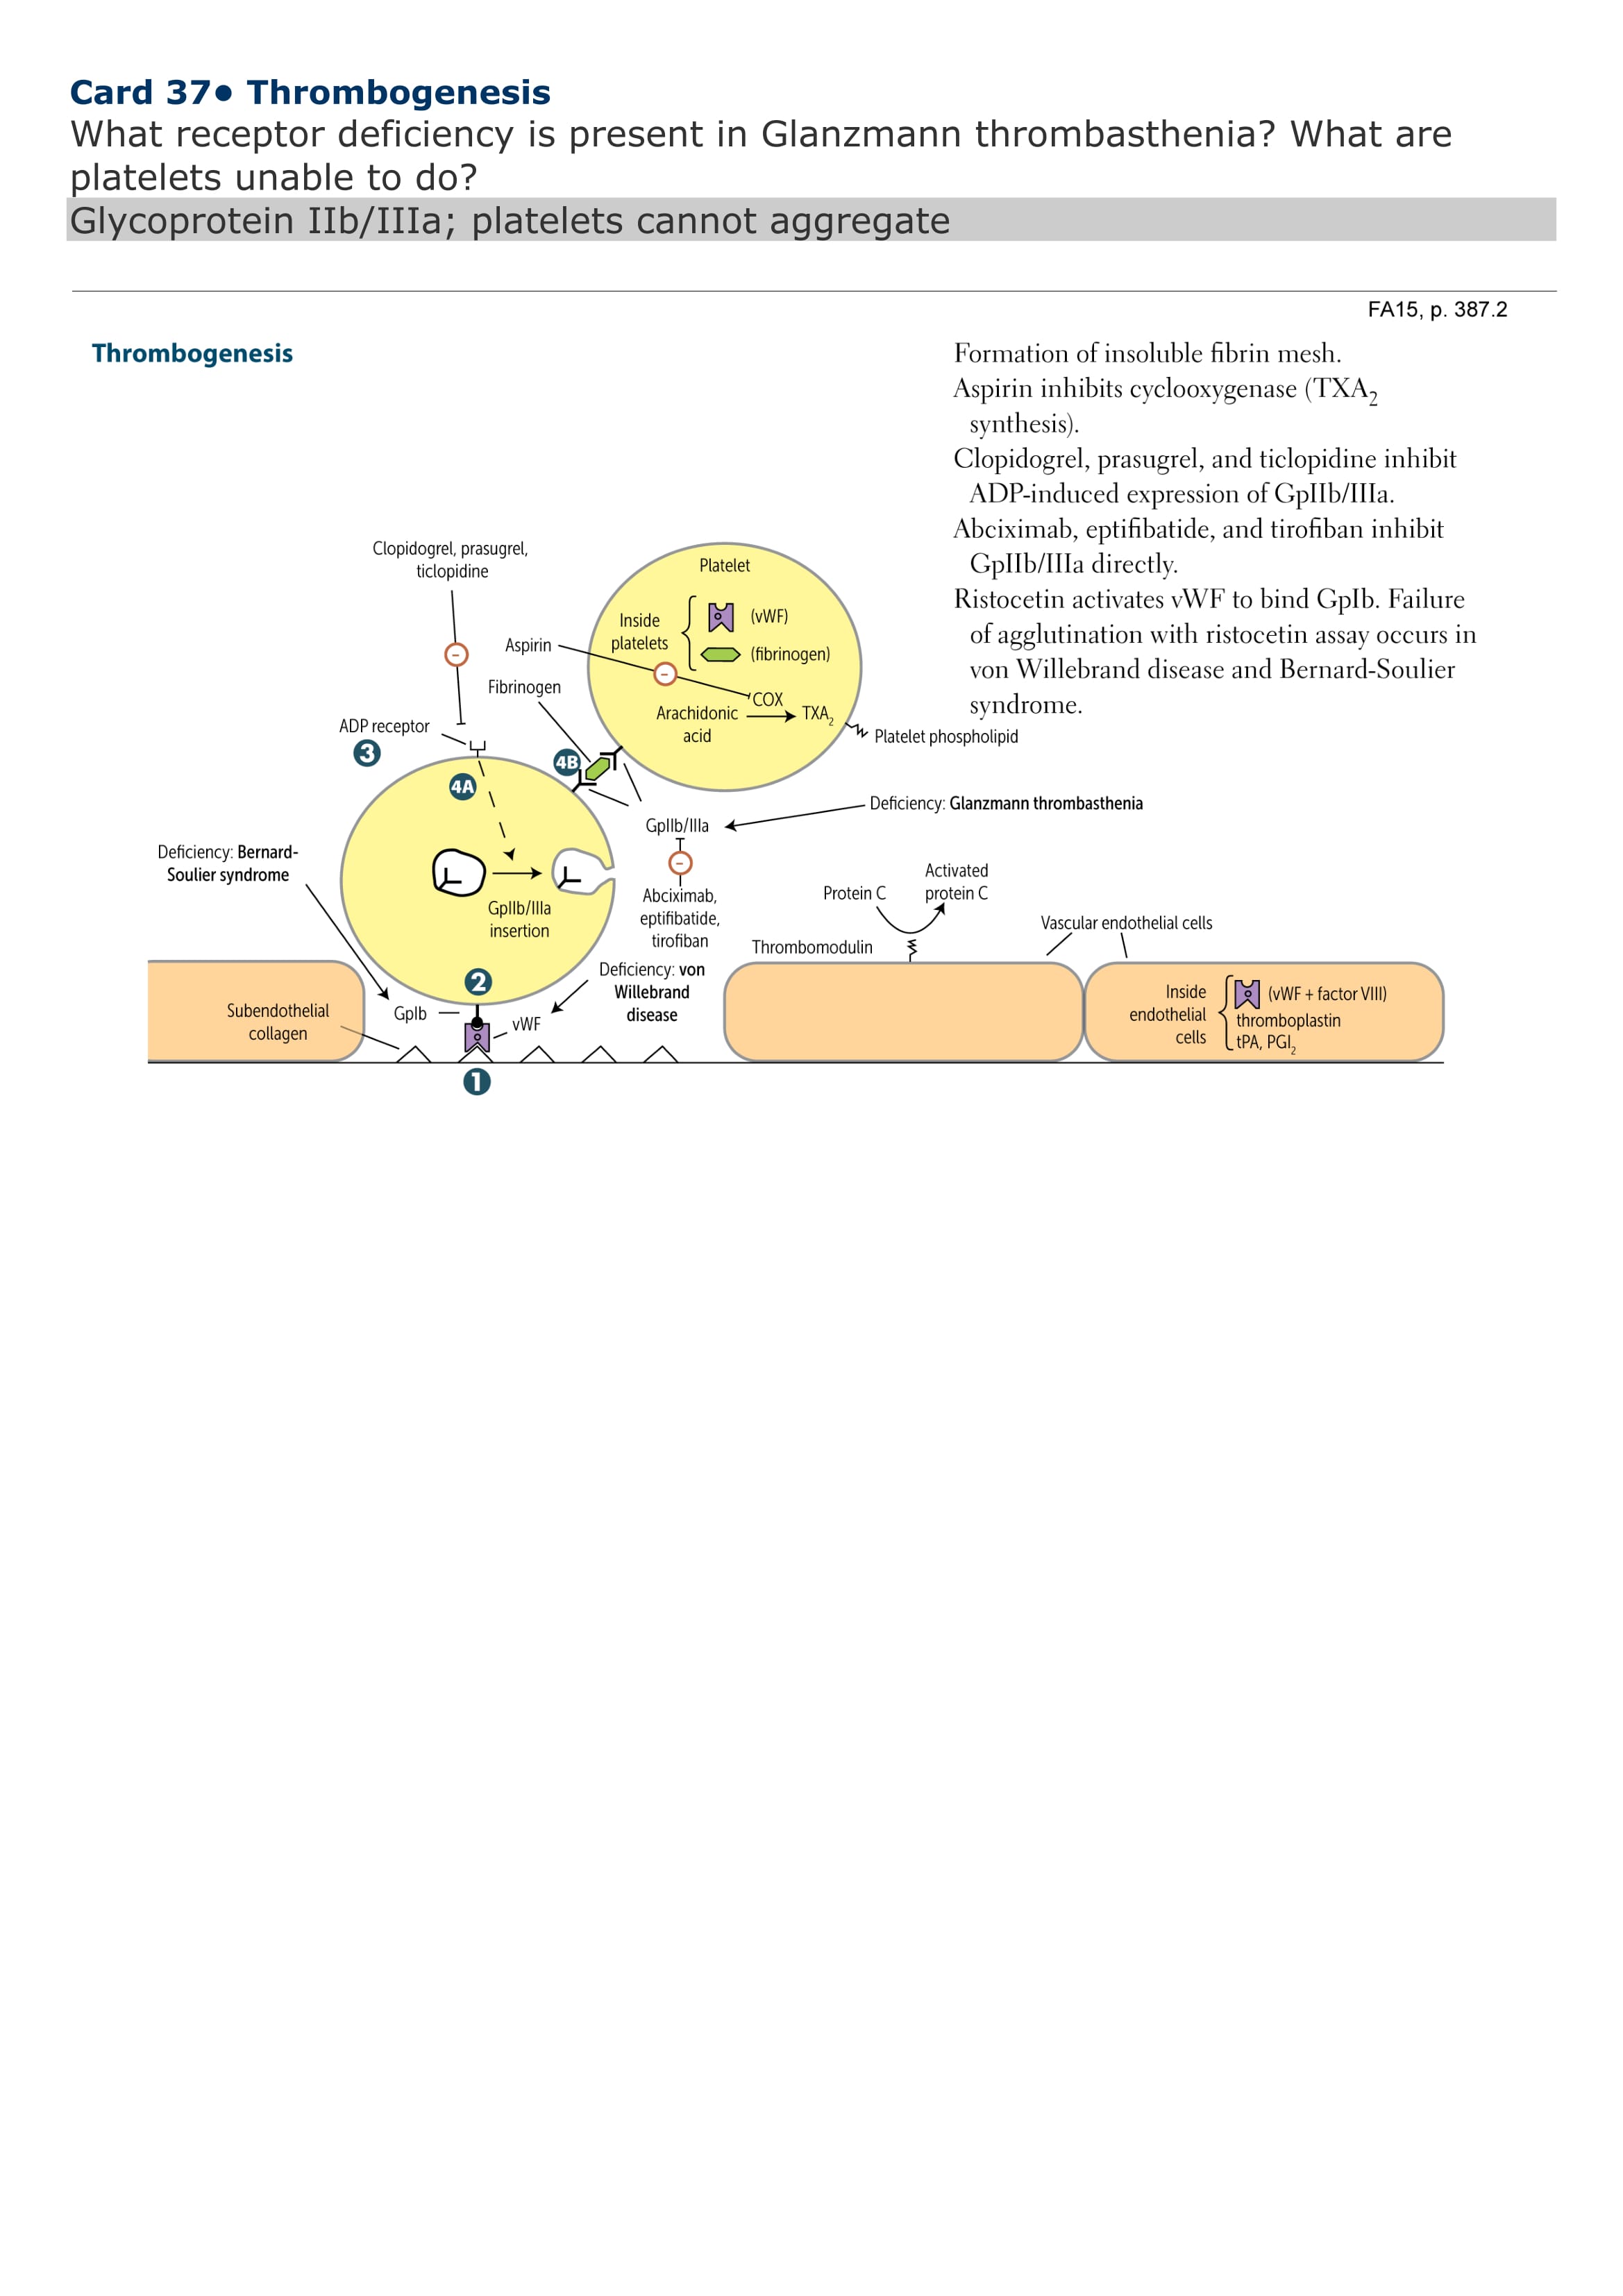 Card 37● Thrombogenesis
What receptor deficiency is present in Glanzmann thrombasthenia? What are
platelets unable to do?
Glycoprotein IIb/IIIa; platelets cannot aggregate
FA15, p. 387.2
Thrombogenesis
Formation of insoluble fibrin mesh.
Aspirin inhibits cyclooxygenase (TXA2
synthesis).
Clopidogrel, prasugrel, and ticlopidine inhibit
ADP-induced expression of GpIIb/IIIa.
Abciximab, eptifibatide, and tirofiban inhibit
GpIIb/IIIa directly.
Ristocetin activates vWF to bind GpIb. Failure
of agglutination with ristocetin assay occurs in
von Willebrand disease and Bernard-Soulier
syndrome.
Clopidogrel, prasugrel,
ticlopidine
Platelet
Inside
platelets
(vWF)
(fibrinogen)
Aspirin
−
−
Fibrinogen
COX
Arachidonic
acid
TXA2
Platelet phospholipid
ADP receptor
3
4A
4B
GpIIb/IIIa
Deficiency: Glanzmann thrombasthenia
−
Abciximab,
eptifibatide,
tirofiban
Deficiency: Bernard-
Soulier syndrome
GpIIb/IIIa
insertion
Protein C
Activated
protein C
Thrombomodulin
Vascular endothelial cells
Deficiency: von
Willebrand
disease
2
GpIb
vWF
Subendothelial
collagen
1
Inside
endothelial
cells
(vWF + factor VIII)
thromboplastin
tPA, PGI2